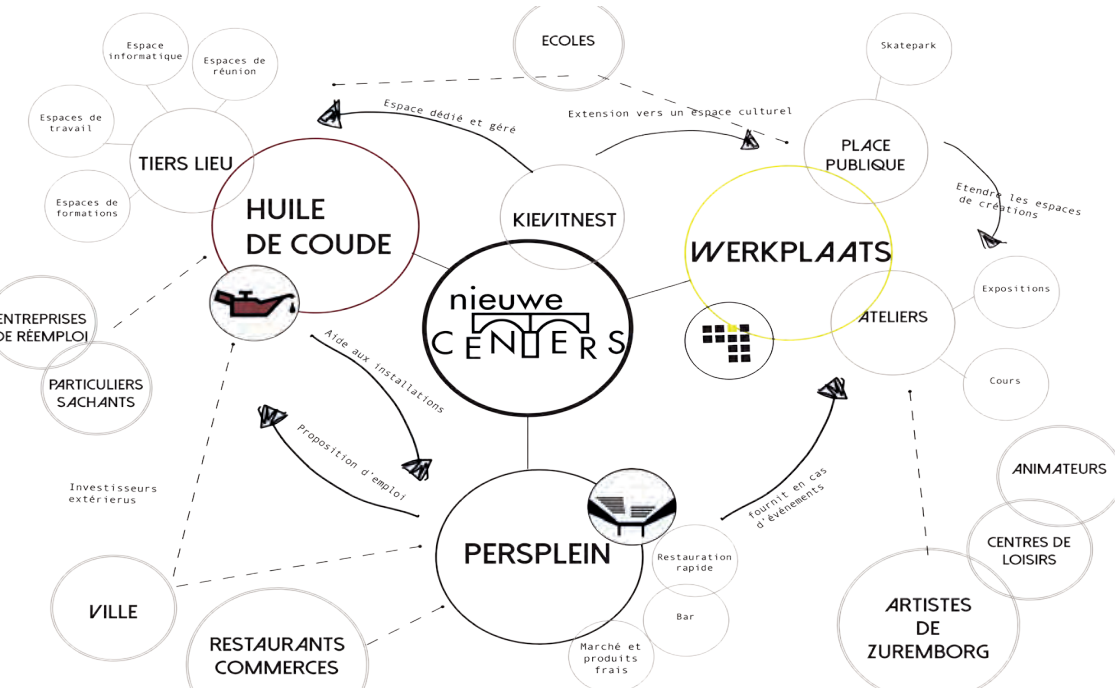 ECOLES
Skatepark
Espace
informatique
Espaces de
réunion
Espaces de
travail
Espaces de
formations
TIERS LIEU
Espace dédié et géré
Extension vers un espace culturel
PLACE
PUBLIQUE
Etendre les espaces
de créations
HUILE
DE COUDE
KIEVITNEST
WERKPLAATS
nieuwe
CENTERS
ATELIERS
Expositions
Cours
ENTREPRISES
DE RÉEMPLOI
PARTICULIERS
SACHANTS
Aide aux installations
Proposition d'emploi
Investisseurs
extérierus
fournit en cas
d'événements
PERSPLEIN
Restauration
rapide
Bar
Marché et
produits
frais
VILLE
RESTAURANTS
COMMERCES
ANIMATEURS
CENTRES DE
LOISIRS
ARTISTES
DE
ZUREMBORG